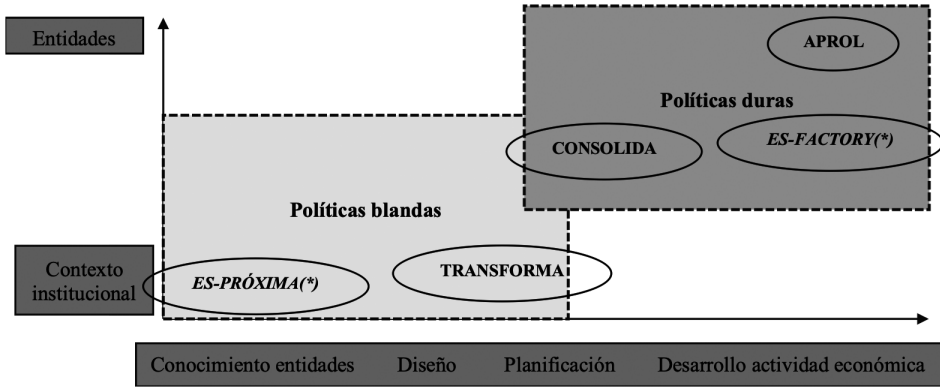 Entidades
APROL
Políticas duras
CONSOLIDA
ES-FACTORY(*)
Políticas blandas
Contexto
institucional
ES-PRÓXIMA(*)
TRANSFORMA
Conocimiento entidades Diseño Planificación Desarrollo actividad económica